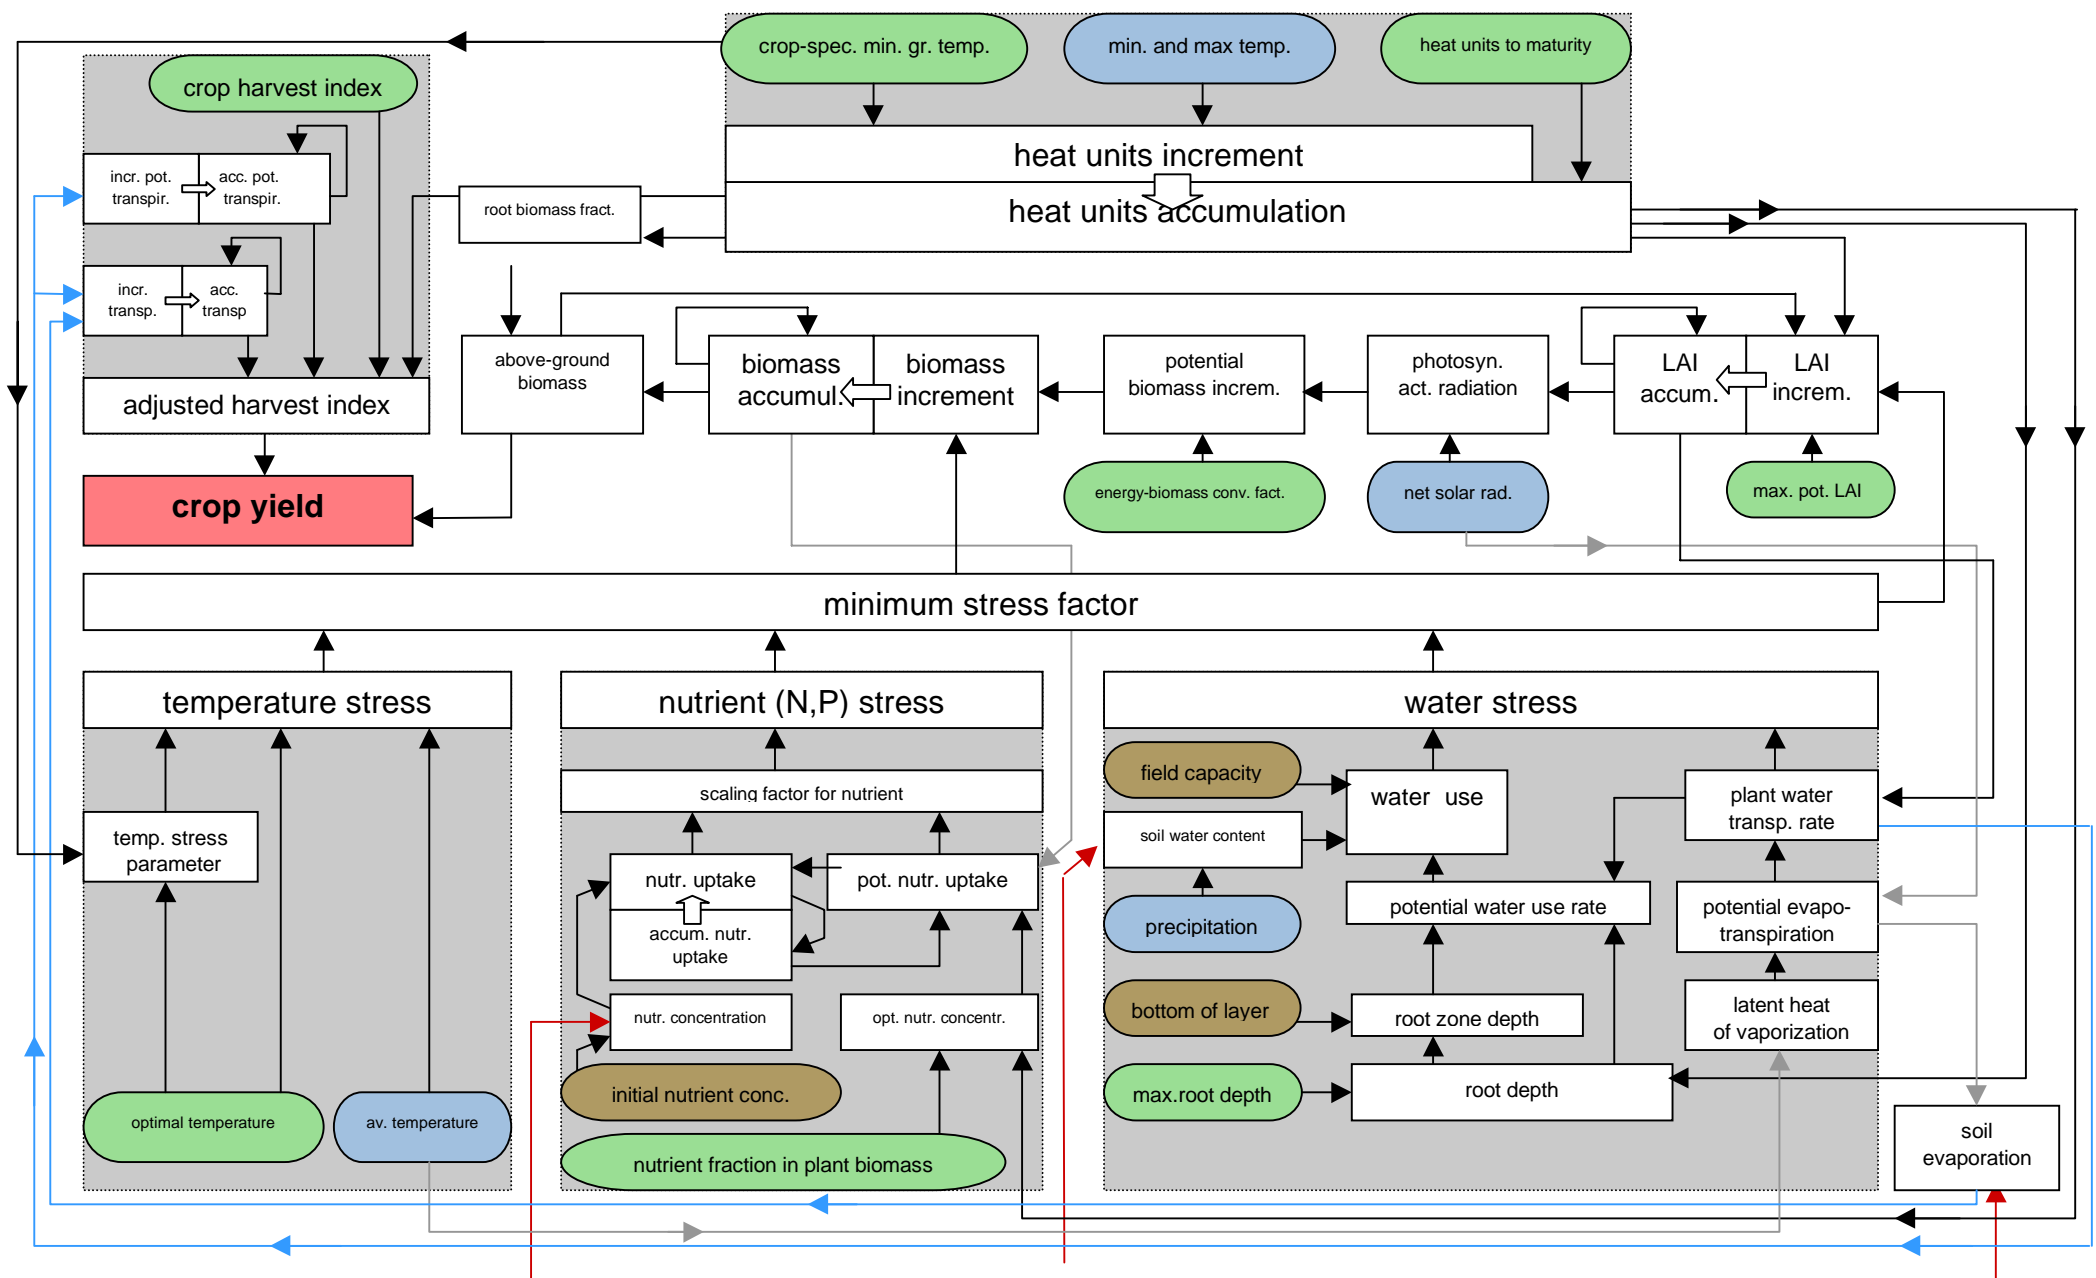 crop-spec. min. gr. temp.
min. and max temp.
heat units to maturity
crop harvest index
heat units increment
incr. pot.
transpir.
acc. pot.
transpir.
root biomass fract.
heat units accumulation
incr.
transp.
acc.
transp
above-ground
biomass
biomass
accumul.
biomass
increment
potential
biomass increm.
photosyn.
act. radiation
LAI
accum.
LAI
increm.
adjusted harvest index
crop yield
energy-biomass conv. fact.
net solar rad.
max. pot. LAI
minimum stress factor
temperature stress
nutrient (N,P) stress
water stress
field capacity
scaling factor for nutrient
water use
plant water
transp. rate
temp. stress
parameter
soil water content
nutr. uptake
pot. nutr. uptake
potential water use rate
potential evapo-
transpiration
precipitation
accum. nutr.
uptake
nutr. concentration
opt. nutr. concentr.
bottom of layer
root zone depth
latent heat
of vaporization
initial nutrient conc.
max.root depth
root depth
optimal temperature
av. temperature
nutrient fraction in plant biomass
soil
evaporation